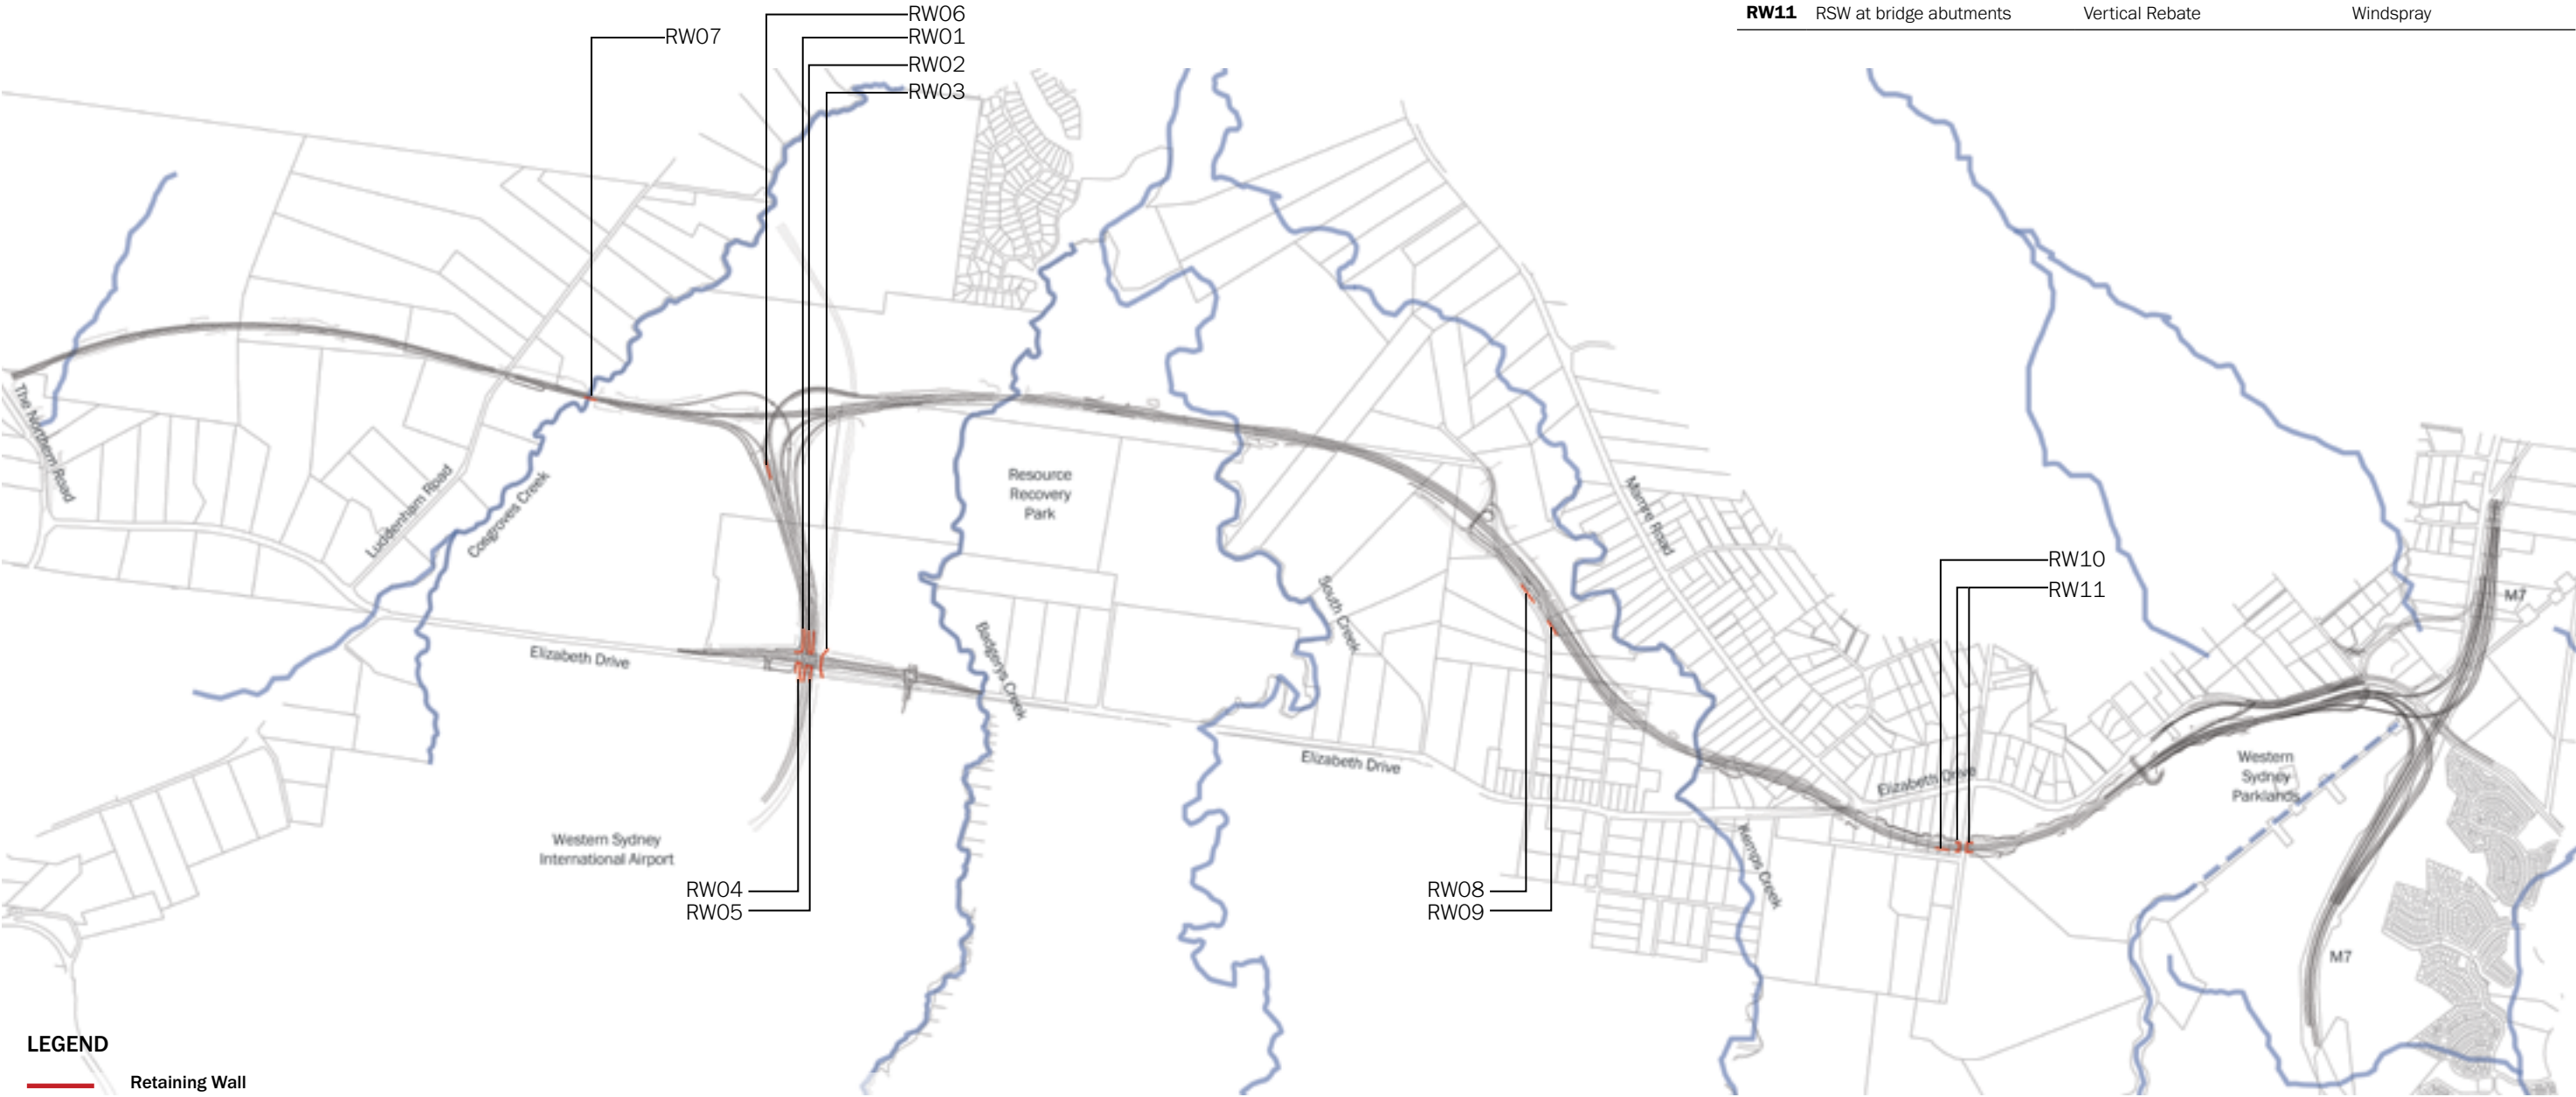 RW11 RSW at bridge abutments Vertical Rebate Windspray
RW06
RW07
RW01
RW02
RW03
The Northern Road
Luddenham Road
Cosgroves Creek
Resource
Recovery
Park
Mamre Road
RW10
RW11
M7
South Creek
Badgerys Creek
Elizabeth Drive
Elizabeth Drive
Elizabeth Drive
Western
Sydney
Parklands
Western Sydney
International Airport
Kemps Creek
RW04
RW05
RW08
RW09
M7
LEGEND
Retaining Wall